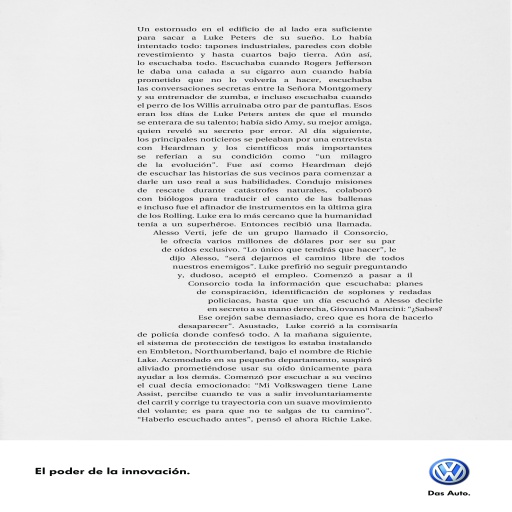 Un estornudo en el edificio de al lado era suficiente
para sacar a Luke Peters de su sueño. Lo había
intentado todo: tapones industriales, paredes con doble
revestimiento y hasta cuartos bajo tierra. Aún así,
lo escuchaba todo. Escuchaba cuando Rogers Jefferson
le daba una calada a su cigarro aun cuando había
prometido que no lo volvería a hacer, escuchaba
las conversaciones secretas entre la Señora Montgomery
y su entrenador de zumba, e incluso escuchaba cuando
el perro de los Willis arruinaba otro par de pantuflas. Esos
eran los días de Luke Peters antes de que el mundo
se enterara de su talento; había sido Amy, su mejor amiga,
quien reveló su secreto por error. Al día siguiente,
los principales noticieros se peleaban por una entrevista
con Heardman y los científicos más importantes
se referían a su condición como "un milagro
de la evolución". Fue así como Heardman dejó
de escuchar las historias de sus vecinos para comenzar a
darle un uso real a sus habilidades. Condujo misiones
de rescate durante catástrofes naturales, colaboró
con biólogos para traducir el canto de las ballenas
e incluso fue el afinador de instrumentos en la última gira
de los Rolling. Luke era lo más cercano que la humanidad
tenía a un superhéroe. Entonces recibió una llamada.
Alesso Verti, jefe de un grupo llamado il Consorcio,
le ofrecía varios millones de dólares por ser su par
de oídos exclusivo. "Lo único que tendrás que hacer", le
dijo Alesso, "será dejarnos el camino libre de todos
nuestros enemigos". Luke prefirió no seguir preguntando
y, dudoso, aceptó el empleo. Comenzó a pasar a il
Consorcio toda la información que escuchaba: planes
de conspiración, identificación de soplones y redadas
policiacas, hasta que un día escuchó a Alesso decirle
en secreto a su mano derecha, Giovanni Mancini: "¿Sabes?
Ese orejón sabe demasiado, creo que es hora de hacerlo
desaparecer". Asustado, Luke corrió a la comisaría
de policía donde confesó todo. A la mañana siguiente,
el sistema de protección de testigos lo estaba instalando
en Embleton, Northumberland, bajo el nombre de Richie
Lake. Acomodado en su pequeño departamento, suspiró
aliviado prometiéndose usar su oído únicamente para
ayudar a los demás. Comenzó por escuchar a su vecino
el cual decía emocionado: "Mi Volkswagen tiene Lane
Assist, percibe cuando te vas a salir involuntariamente
del carril y corrige tu trayectoria con un suave movimiento
del volante; es para que no te salgas de tu camino".
"Haberlo escuchado antes", pensó el ahora Richie Lake.
El poder de la innovación.
Das Auto.